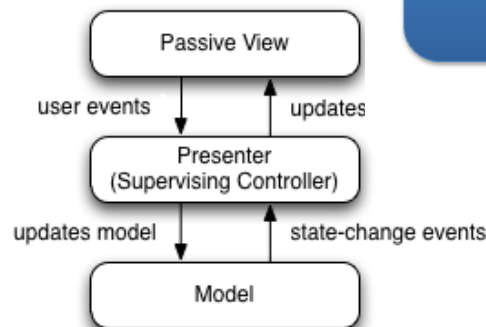 Passive View
user events
updates
Presenter
(Supervising Controller)
updates model
state-change events
Model